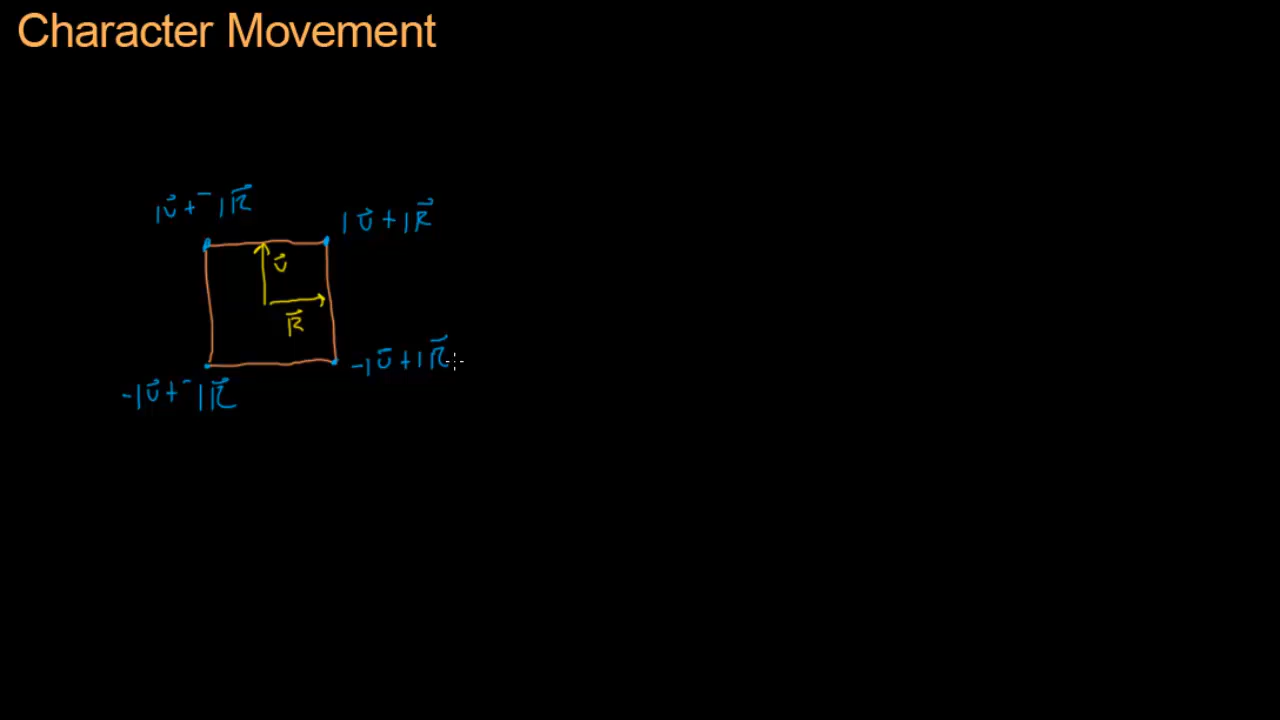 Character Movement
1U⃗ + ⁻1R⃗
1U⃗ + 1R⃗
U⃗
R⃗
-1U⃗ + 1R⃗
-1U⃗ + ⁻1R⃗